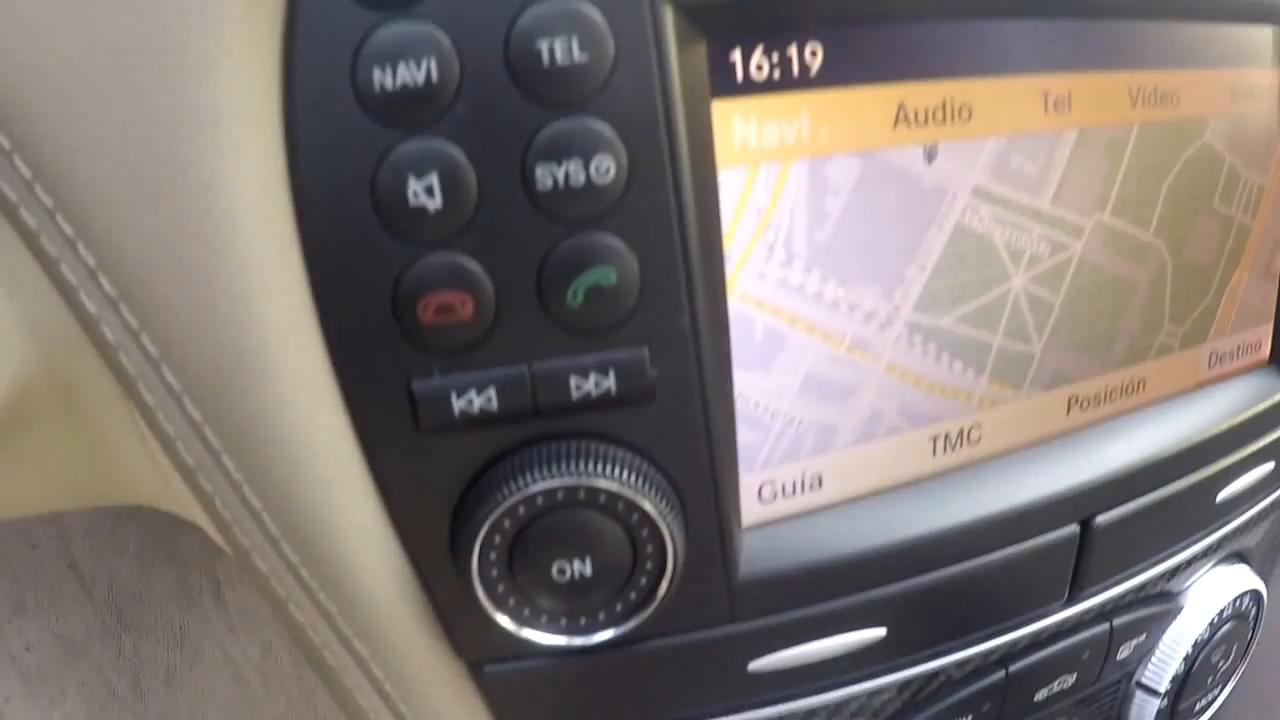 NAVI
TEL
SYS
ON
16:19
Navi
Audio
Tel
Video
Guía
TMC
Posición
Destino